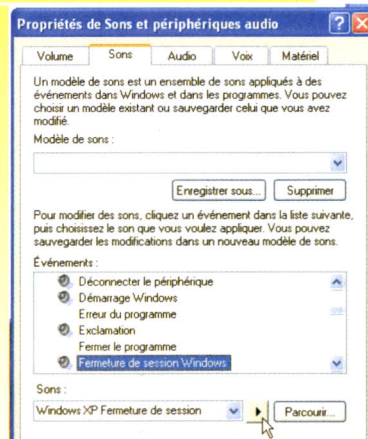 Propriétés de Sons et périphériques audio
Volume Sons Audio Voix Matériel
Un modèle de sons est un ensemble de sons appliqués à des
événements dans Windows et dans les programmes. Vous pouvez
choisir un modèle existant ou sauvegarder celui que vous avez
modifié.
Modèle de sons :
Enregistrer sous... Supprimer
Pour modifier des sons, cliquez un événement dans la liste suivante,
puis choisissez le son que vous voulez appliquer. Vous pouvez
sauvegarder les modifications dans un nouveau modèle de sons.
Événements :
Déconnecter le périphérique
Démarrage Windows
Erreur du programme
Exclamation
Fermer le programme
Fermeture de session Windows
Sons :
Windows XP Fermeture de session Parcourir...